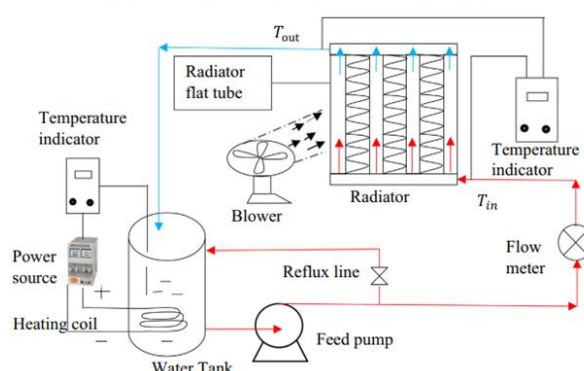 T_out
Radiator
flat tube
Temperature
indicator
Temperature
indicator
Blower
Radiator
T_in
Power
source
Flow
meter
Reflux line
+
Heating coil
Feed pump
Water Tank